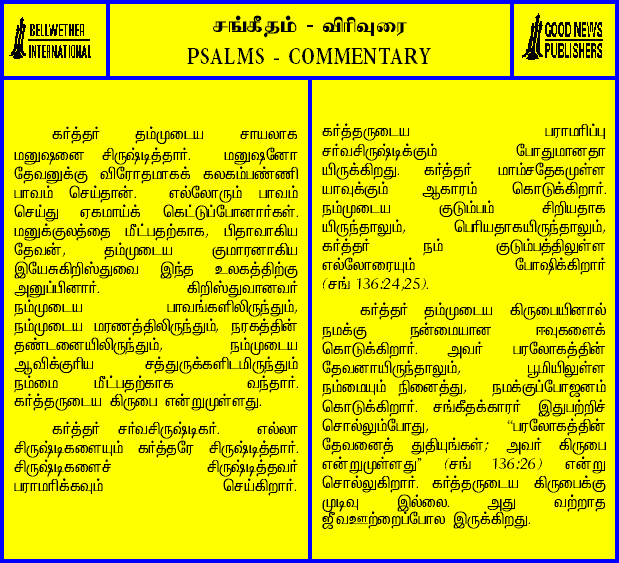 BELLWETHER
INTERNATIONAL
சங்கீதம் - விரிவுரை
PSALMS - COMMENTARY
GOOD NEWS
PUBLISHERS
கர்த்தர் தம்முடைய சாயலாக
மனுஷனை சிருஷ்டித்தார். மனுஷனோ
தேவனுக்கு விரோதமாகக் கலகம்பண்ணி
பாவம் செய்தான். எல்லோரும் பாவம்
செய்து ஏகமாய்க் கெட்டுப்போனார்கள்.
மனுக்குலத்தை மீட்பதற்காக, பிதாவாகிய
தேவன், தம்முடைய குமாரனாகிய
இயேசுகிறிஸ்துவை இந்த உலகத்திற்கு
அனுப்பினார். கிறிஸ்துவானவர்
நம்முடைய பாவங்களிலிருந்தும்,
நம்முடைய மரணத்திலிருந்தும், நரகத்தின்
தண்டனையிலிருந்தும், நம்முடைய
ஆவிக்குரிய சத்துருக்களிடமிருந்தும்
நம்மை மீட்பதற்காக வந்தார்.
கர்த்தருடைய கிருபை என்றுமுள்ளது.
கர்த்தர் சர்வசிருஷ்டிகர். எல்லா
சிருஷ்டிகளையும் கர்த்தரே சிருஷ்டித்தார்.
சிருஷ்டிகளைச் சிருஷ்டித்தவர்
பராமரிக்கவும் செய்கிறார்.
கர்த்தருடைய பராமரிப்பு
சர்வசிருஷ்டிக்கும் போதுமானதா
யிருக்கிறது. கர்த்தர் மாம்சதேகமுள்ள
யாவுக்கும் ஆகாரம் கொடுக்கிறார்.
நம்முடைய குடும்பம் சிறியதாக
யிருந்தாலும், பெரியதாகயிருந்தாலும்,
கர்த்தர் நம் குடும்பத்திலுள்ள
எல்லோரையும் போஷிக்கிறார்
(சங் 136:24,25).
கர்த்தர் தம்முடைய கிருபையினால்
நமக்கு நன்மையான ஈவுகளைக்
கொடுக்கிறார். அவர் பரலோகத்தின்
தேவனாயிருந்தாலும், பூமியிலுள்ள
நம்மையும் நினைத்து, நமக்குப்போஜனம்
கொடுக்கிறார். சங்கீதக்காரர் இதுபற்றிச்
சொல்லும்போது, “பரலோகத்தின்
தேவனைத் துதியுங்கள்; அவர் கிருபை
என்றுமுள்ளது” (சங் 136:26) என்று
சொல்லுகிறார். கர்த்தருடைய கிருபைக்கு
முடிவு இல்லை. அது வற்றாத
ஜீவஊற்றைப்போல இருக்கிறது.